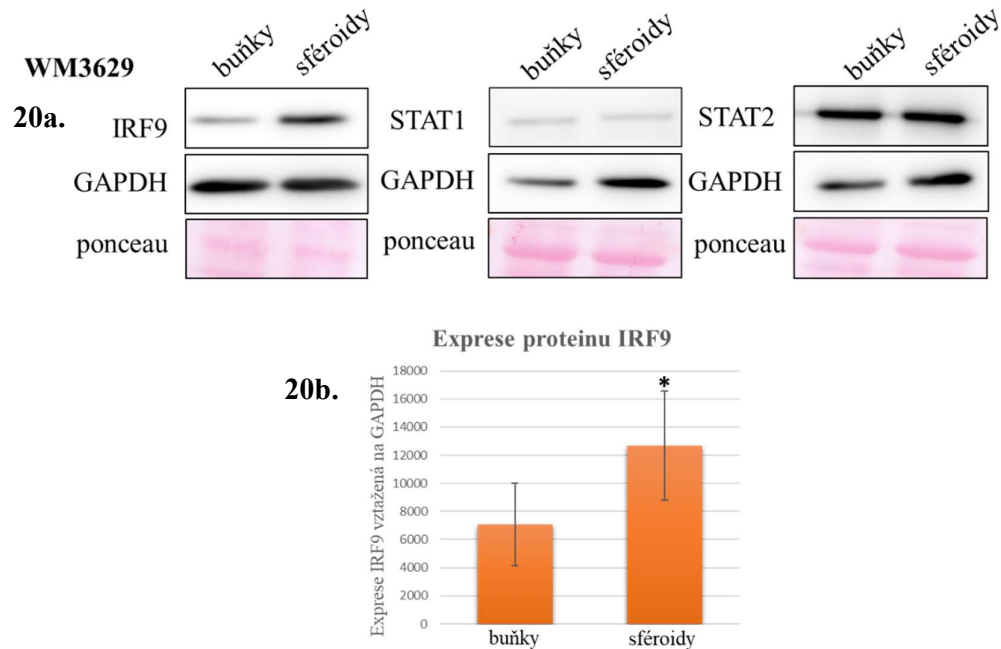 WM3629
20a.
buňky sféroidy
IRF9
GAPDH
ponceau
buňky sféroidy
STAT1
GAPDH
ponceau
buňky sféroidy
STAT2
GAPDH
ponceau
20b.
Exprese proteinu IRF9
Exprese IRF9 vztažená na GAPDH
18000
16000
14000
12000
10000
8000
6000
4000
2000
0
*
buňky sféroidy